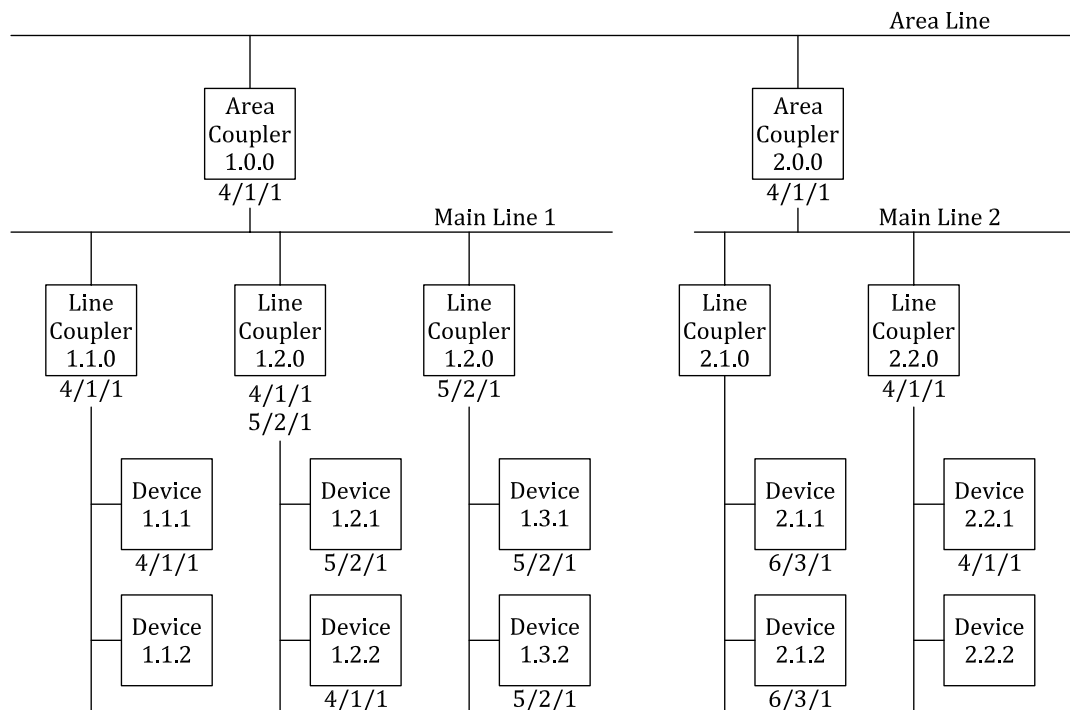 Area Line
Area
Coupler
1.0.0
4/1/1
Area
Coupler
2.0.0
4/1/1
Main Line 1
Main Line 2
Line
Coupler
1.1.0
4/1/1
Line
Coupler
1.2.0
4/1/1
5/2/1
Line
Coupler
1.2.0
5/2/1
Line
Coupler
2.1.0
Line
Coupler
2.2.0
4/1/1
Device
1.1.1
4/1/1
Device
1.2.1
5/2/1
Device
1.3.1
5/2/1
Device
2.1.1
6/3/1
Device
2.2.1
4/1/1
Device
1.1.2
Device
1.2.2
4/1/1
Device
1.3.2
5/2/1
Device
2.1.2
6/3/1
Device
2.2.2